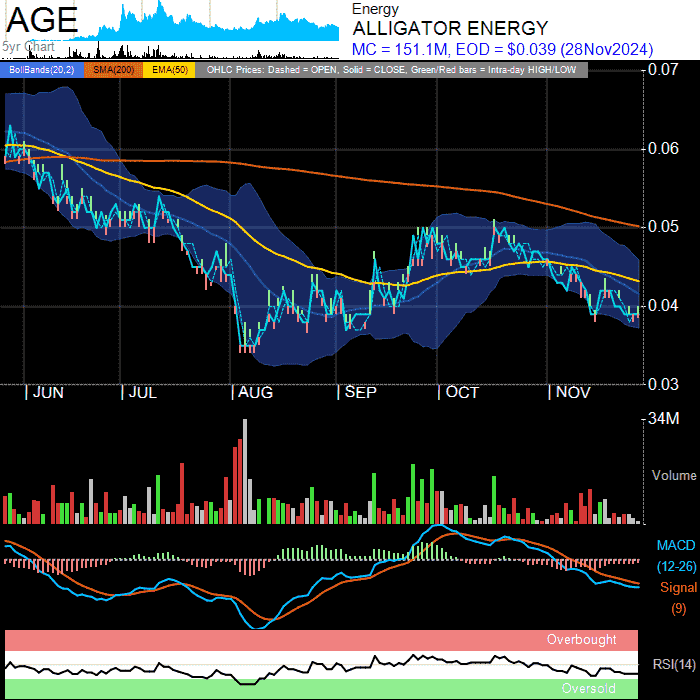 AGE
5yr Chart
Energy
ALLIGATOR ENERGY
MC = 151.1M, EOD = $0.039 (28Nov2024)
BollBands(20,2) SMA(200) EMA(50) OHLC Prices: Dashed = OPEN, Solid = CLOSE, Green/Red bars = Intra-day HIGH/LOW
0.07
0.06
0.05
0.04
0.03
JUN JUL AUG SEP OCT NOV
34M
Volume
MACD
(12-26)
Signal
(9)
Overbought
RSI(14)
Oversold